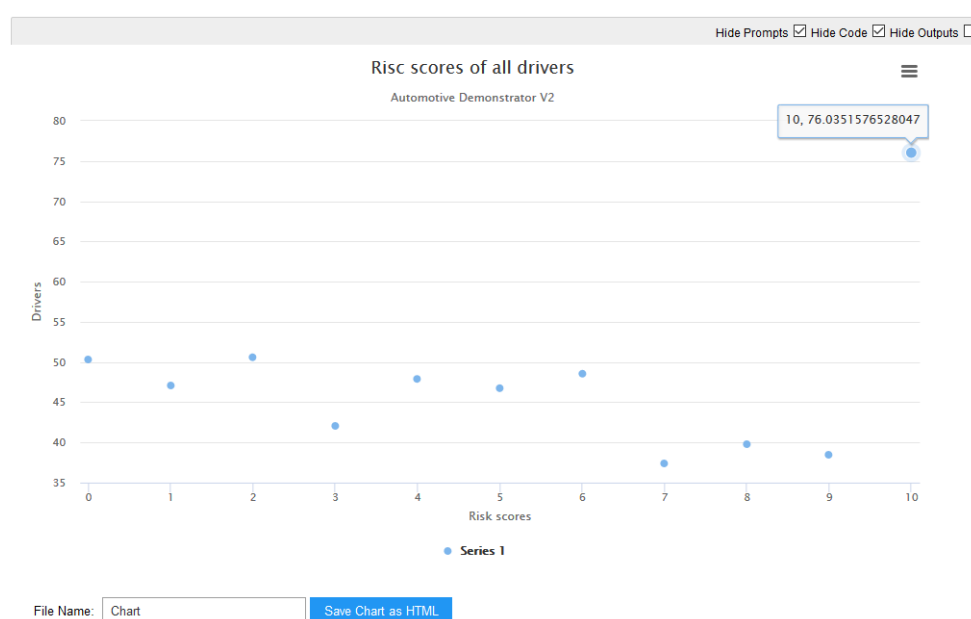 Hide Prompts Hide Code Hide Outputs
Risc scores of all drivers
Automotive Demonstrator V2
10, 76.0351576528047
80
75
70
65
60
55
50
45
40
35
Drivers
0 1 2 3 4 5 6 7 8 9 10
Risk scores
Series 1
File Name: Chart Save Chart as HTML